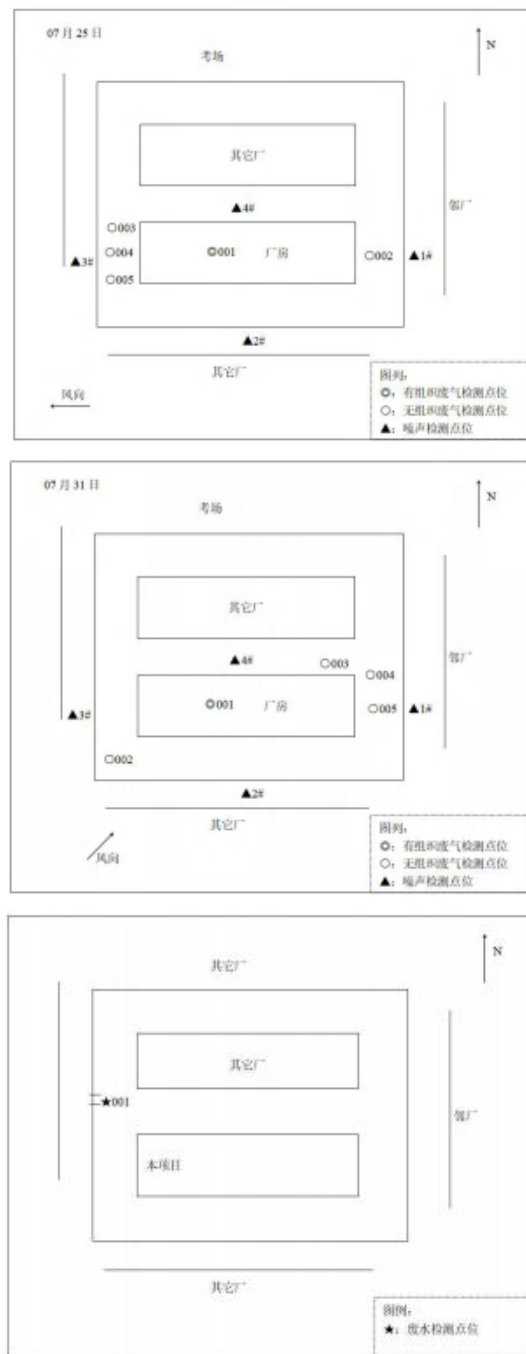 07 月 25 日
N
考场
其它厂
邻厂
▲4#
○003
○004
◎001
厂房
○002
▲1#
▲3#
○005
▲2#
其它厂
风向
图列：
◎：有组织废气检测点位
○：无组织废气检测点位
▲：噪声检测点位
07 月 31 日
N
考场
其它厂
邻厂
▲4#
○003
○004
◎001
厂房
○005
▲1#
▲3#
○002
▲2#
其它厂
风向
图例：
◎：有组织废气检测点位
○：无组织废气检测点位
▲：噪声检测点位
其它厂
N
其它厂
★001
邻厂
本项目
其它厂
图例：
★：废水检测点位